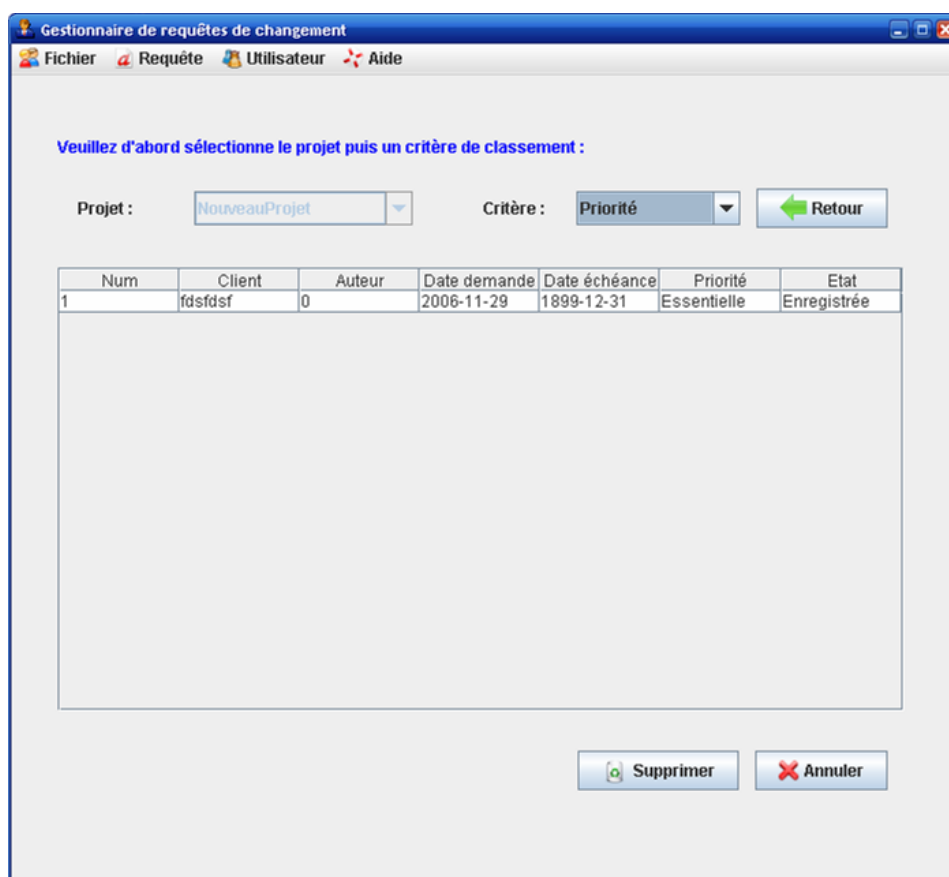 Gestionnaire de requêtes de changement
Fichier Requête Utilisateur Aide
Veuillez d'abord sélectionne le projet puis un critère de classement :
Projet : NouveauProjet Critère : Priorité Retour
Num Client Auteur Date demande Date échéance Priorité Etat
1 fdsfdsf 0 2006-11-29 1899-12-31 Essentielle Enregistrée
Supprimer Annuler